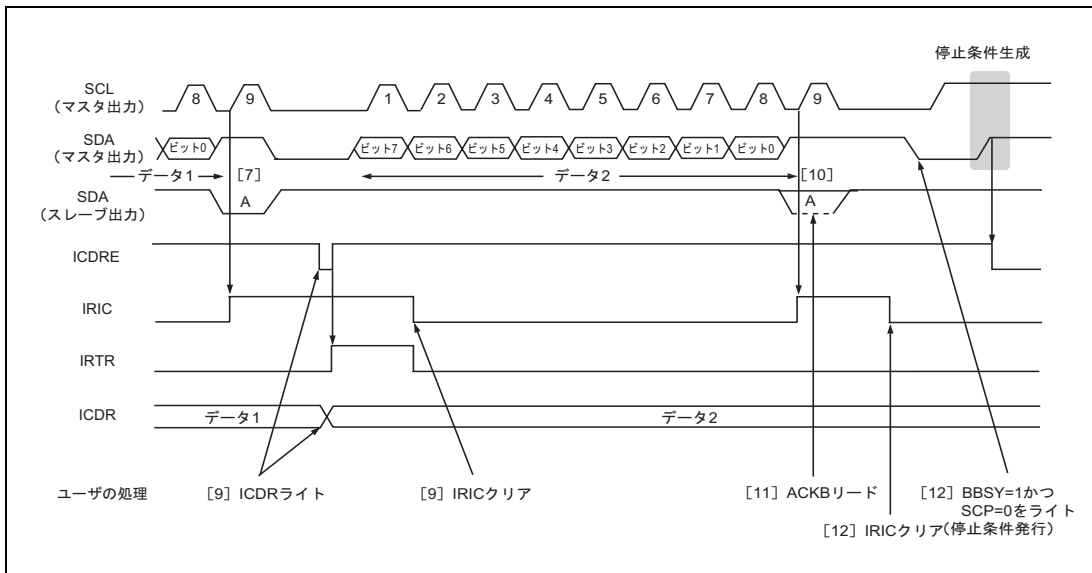 停止条件生成
SCL
（マスタ出力）
8 9 1 2 3 4 5 6 7 8 9
SDA
（マスタ出力）
ビット0 ビット7 ビット6 ビット5 ビット4 ビット3 ビット2 ビット1 ビット0
データ1 [7] データ2 [10]
SDA
（スレーブ出力）
A A
ICDRE
IRIC
IRTR
ICDR
データ1 データ2
ユーザの処理
[9] ICDRライト
[9] IRICクリア
[11] ACKBリード
[12] BBSY=1かつ
SCP=0をライト
[12] IRICクリア
(停止条件発行)